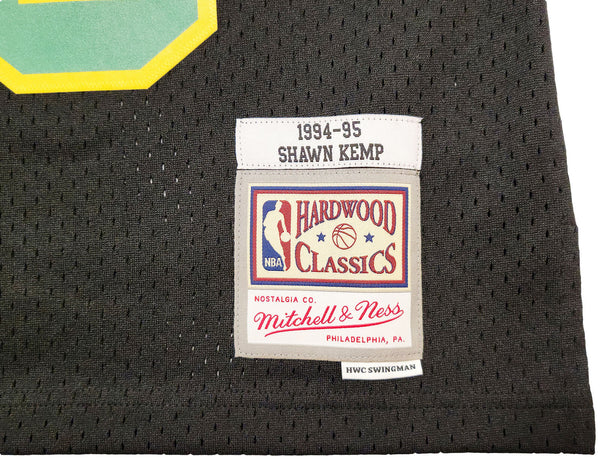 1994-95
SHAWN KEMP
NBA
HARDWOOD
CLASSICS
NOSTALGIA CO.
Mitchell & Ness
PHILADELPHIA, PA.
HWC SWINGMAN